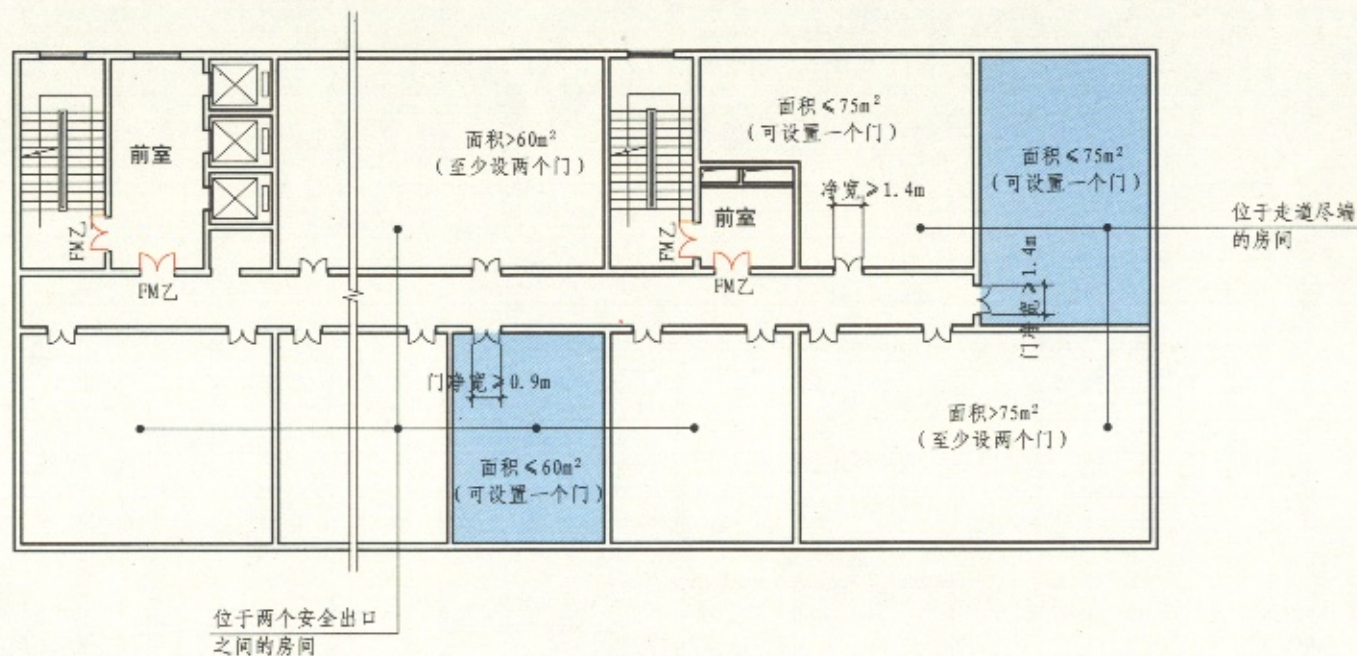 面积≤75m²
(可设置一个门)
面积>60m²
(至少设两个门)
前室
面积≤75m²
(可设置一个门)
净宽≥1.4m
前室
位于走道尽端
的房间
FM乙
FM乙
FM乙
FM乙
门净宽≥1.4m
门净宽≥0.9m
面积>75m²
(至少设两个门)
面积≤60m²
(可设置一个门)
位于两个安全出口
之间的房间